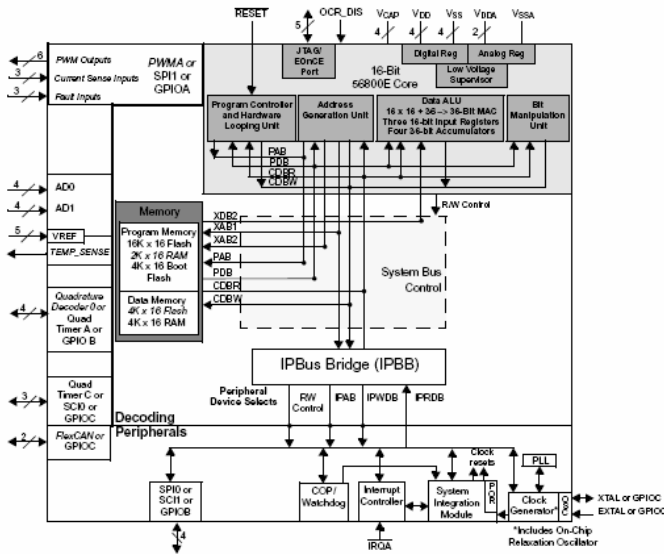 RESET
OCR_DIS
VCAP VDD VSS VDDA VSSA
5 4 4 4 2
6 PWM Outputs
3 Current Sense Inputs
3 Fault Inputs
PWMA or
SPI1 or
GPIOA
JTAG/
EOnCE
Port
Digital Reg
Analog Reg
Low Voltage
Supervisor
16-Bit
56800E Core
Program Controller
and Hardware
Looping Unit
Address
Generation Unit
Data ALU
16 x 16 + 36 -> 36-Bit MAC
Three 16-bit Input Registers
Four 36-bit Accumulators
Bit
Manipulation
Unit
PAB
PDB
CDBR
CDBW
4 AD0
4 AD1
5 VREF
TEMP_SENSE
Memory
Program Memory
16K x 16 Flash
2K x 16 RAM
4K x 16 Boot
Flash
Data Memory
4K x 16 Flash
4K x 16 RAM
XDB2
XAB1
XAB2
PAB
PDB
CDBR
CDBW
R/W Control
System Bus
Control
4
Quadrature
Decoder 0 or
Quad
Timer A or
GPIO B
IPBus Bridge (IPBB)
3
Quad
Timer C or
SCI0 or
GPIOC
Peripheral
Device Selects
RW
Control
IPAB
IPWDB
IPRDB
2
FlexCAN or
GPIOC
Decoding
Peripherals
Clock
resets
PLL
SPI0 or
SCI1 or
GPIOB
4
COP/
Watchdog
Interrupt
Controller
IRQA
System
Integration
Module
POR
Clock
Generator*
OSC
XTAL or GPIOC
EXTAL or GPIOC
*Includes On-Chip
Relaxation Oscillator